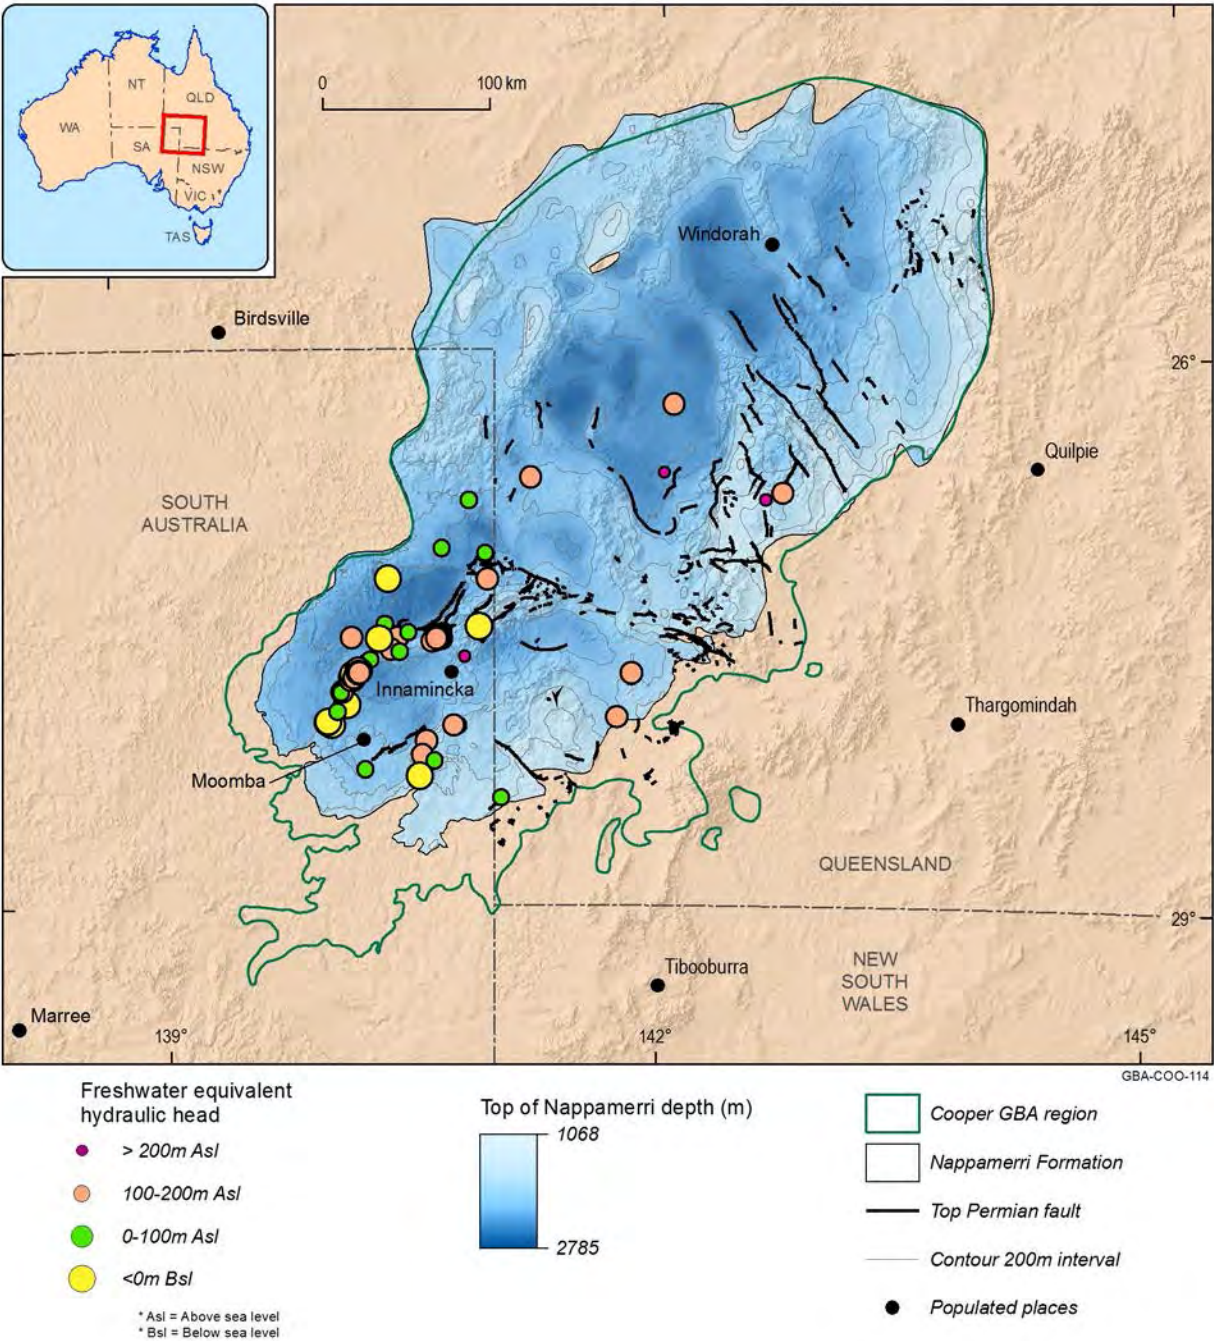 NT
QLD
WA
SA
NSW
VIC
TAS
0 100 km
Windorah
Birdsville
26°
Quilpie
SOUTH
AUSTRALIA
Innamincka
Thargomindah
Moomba
QUEENSLAND
29°
Tibooburra
NEW
SOUTH
WALES
Marree
139°
142°
145°
GBA-COO-114
Freshwater equivalent
hydraulic head
> 200m Asl
100-200m Asl
0-100m Asl
<0m Bsl
* Asl = Above sea level
* Bsl = Below sea level
Top of Nappamerri depth (m)
1068
2785
Cooper GBA region
Nappamerri Formation
Top Permian fault
Contour 200m interval
Populated places